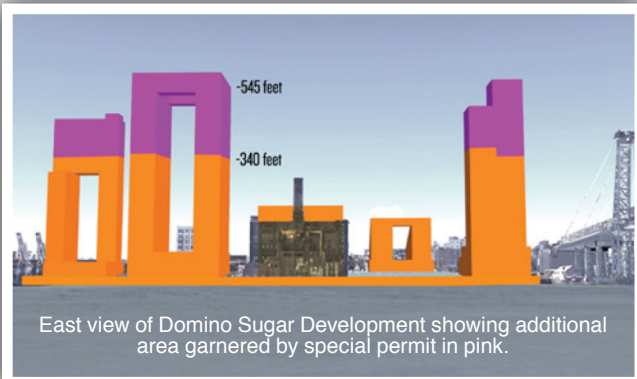 -545 feet
-340 feet
East view of Domino Sugar Development showing additional
area garnered by special permit in pink.